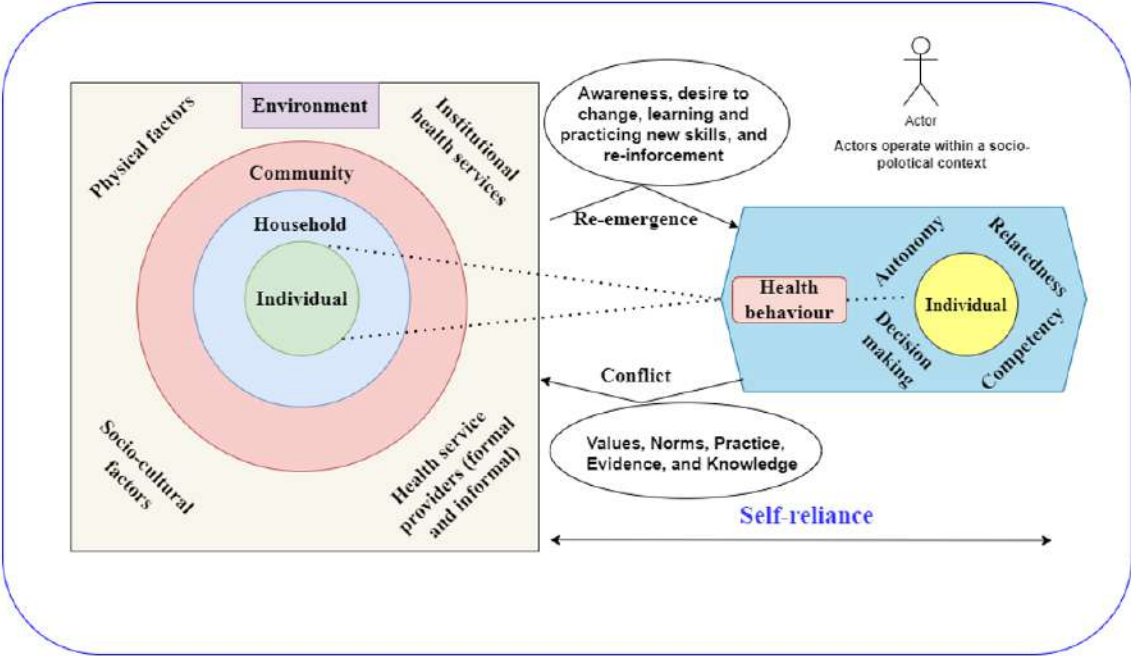 Environment
Physical factors
Institutional
health services
Community
Household
Individual
Socio-cultural
factors
Health service
providers (formal
and informal)
Awareness, desire to
change, learning and
practicing new skills, and
re-inforcement
Re-emergence
Conflict
Values, Norms, Practice,
Evidence, and Knowledge
Actor
Actors operate within a socio-
polotical context
Health
behaviour
Autonomy
Relatedness
Individual
Decision
making
Competency
Self-reliance